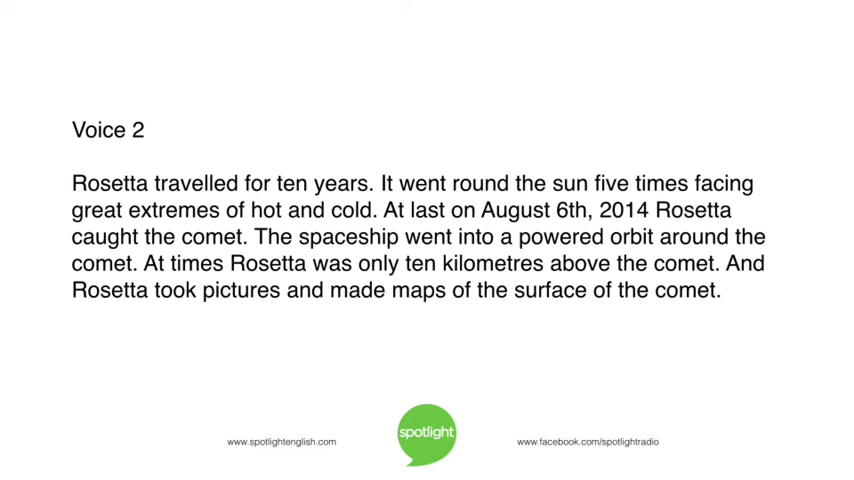 Voice 2
Rosetta travelled for ten years. It went round the sun five times facing
great extremes of hot and cold. At last on August 6th, 2014 Rosetta
caught the comet. The spaceship went into a powered orbit around the
comet. At times Rosetta was only ten kilometres above the comet. And
Rosetta took pictures and made maps of the surface of the comet.
www.spotlightenglish.com
spotlight
www.facebook.com/spotlightradio